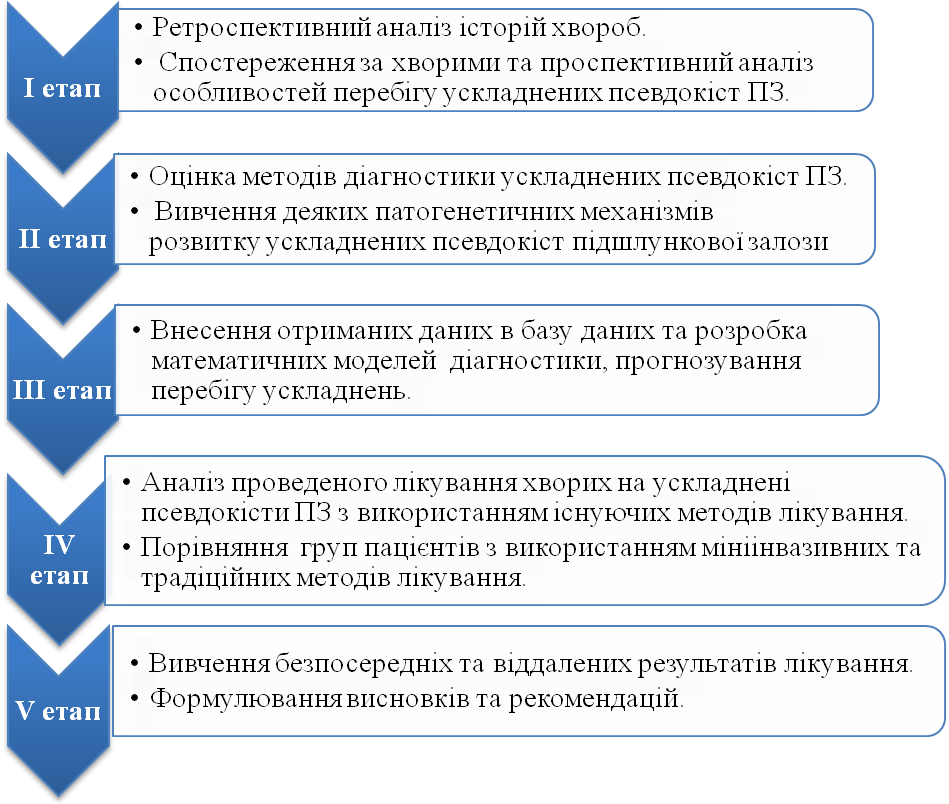 I етап
• Ретроспективний аналіз історій хвороб.
• Спостереження за хворими та проспективний аналіз
особливостей перебігу ускладнених псевдокіст ПЗ.
II етап
• Оцінка методів діагностики ускладнених псевдокіст ПЗ.
• Вивчення деяких патогенетичних механізмів
розвитку ускладнених псевдокіст підшлункової залози
III етап
• Внесення отриманих даних в базу даних та розробка
математичних моделей діагностики, прогнозування
перебігу ускладнень.
IV
етап
• Аналіз проведеного лікування хворих на ускладнені
псевдокісти ПЗ з використанням існуючих методів лікування.
• Порівняння груп пацієнтів з використанням мініінвазивних та
традіційних методів лікування.
V етап
• Вивчення безпосередніх та віддалених результатів лікування.
• Формулювання висновків та рекомендацій.